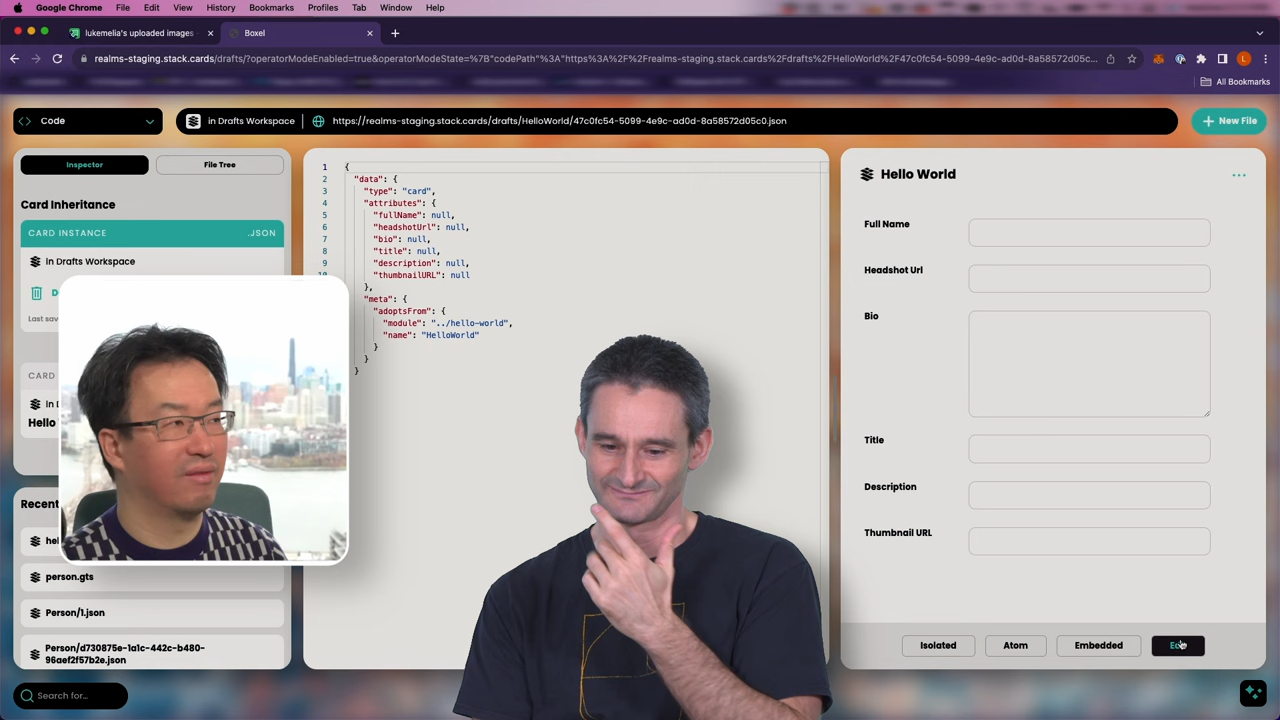 Google Chrome File Edit View History Bookmarks Profiles Tab Window Help
lukemelia's uploaded images
Boxel
realms-staging.stack.cards/drafts/?operatorModeEnabled=true&operatorModeState=%7B"codePath"%3A"https%3A%2F%2Frealms-staging.stack.cards%2Fdrafts%2FHelloWorld%2F47c0fc54-5099-4e9c-ad0d-8a58572d05c...
L
All Bookmarks
Code
in Drafts Workspace
https://realms-staging.stack.cards/drafts/HelloWorld/47c0fc54-5099-4e9c-ad0d-8a58572d05c0.json
+ New File
Inspector
File Tree
Card Inheritance
CARD INSTANCE .JSON
in Drafts Workspace
Last sav
CARD
in D
Hello
Recent
hel
person.gts
Person/1.json
Person/d730875e-1a1c-442c-b480-
96aef2f57b2e.json
Search for...
1 {
2 "data": {
3 "type": "card",
4 "attributes": {
5 "fullName": null,
6 "headshotUrl": null,
7 "bio": null,
8 "title": null,
9 "description": null,
10 "thumbnailURL": null
},
"meta": {
"adoptsFrom": {
"module": "../hello-world",
"name": "HelloWorld"
}
}
}
Hello World
...
Full Name
Headshot Url
Bio
Title
Description
Thumbnail URL
Isolated
Atom
Embedded